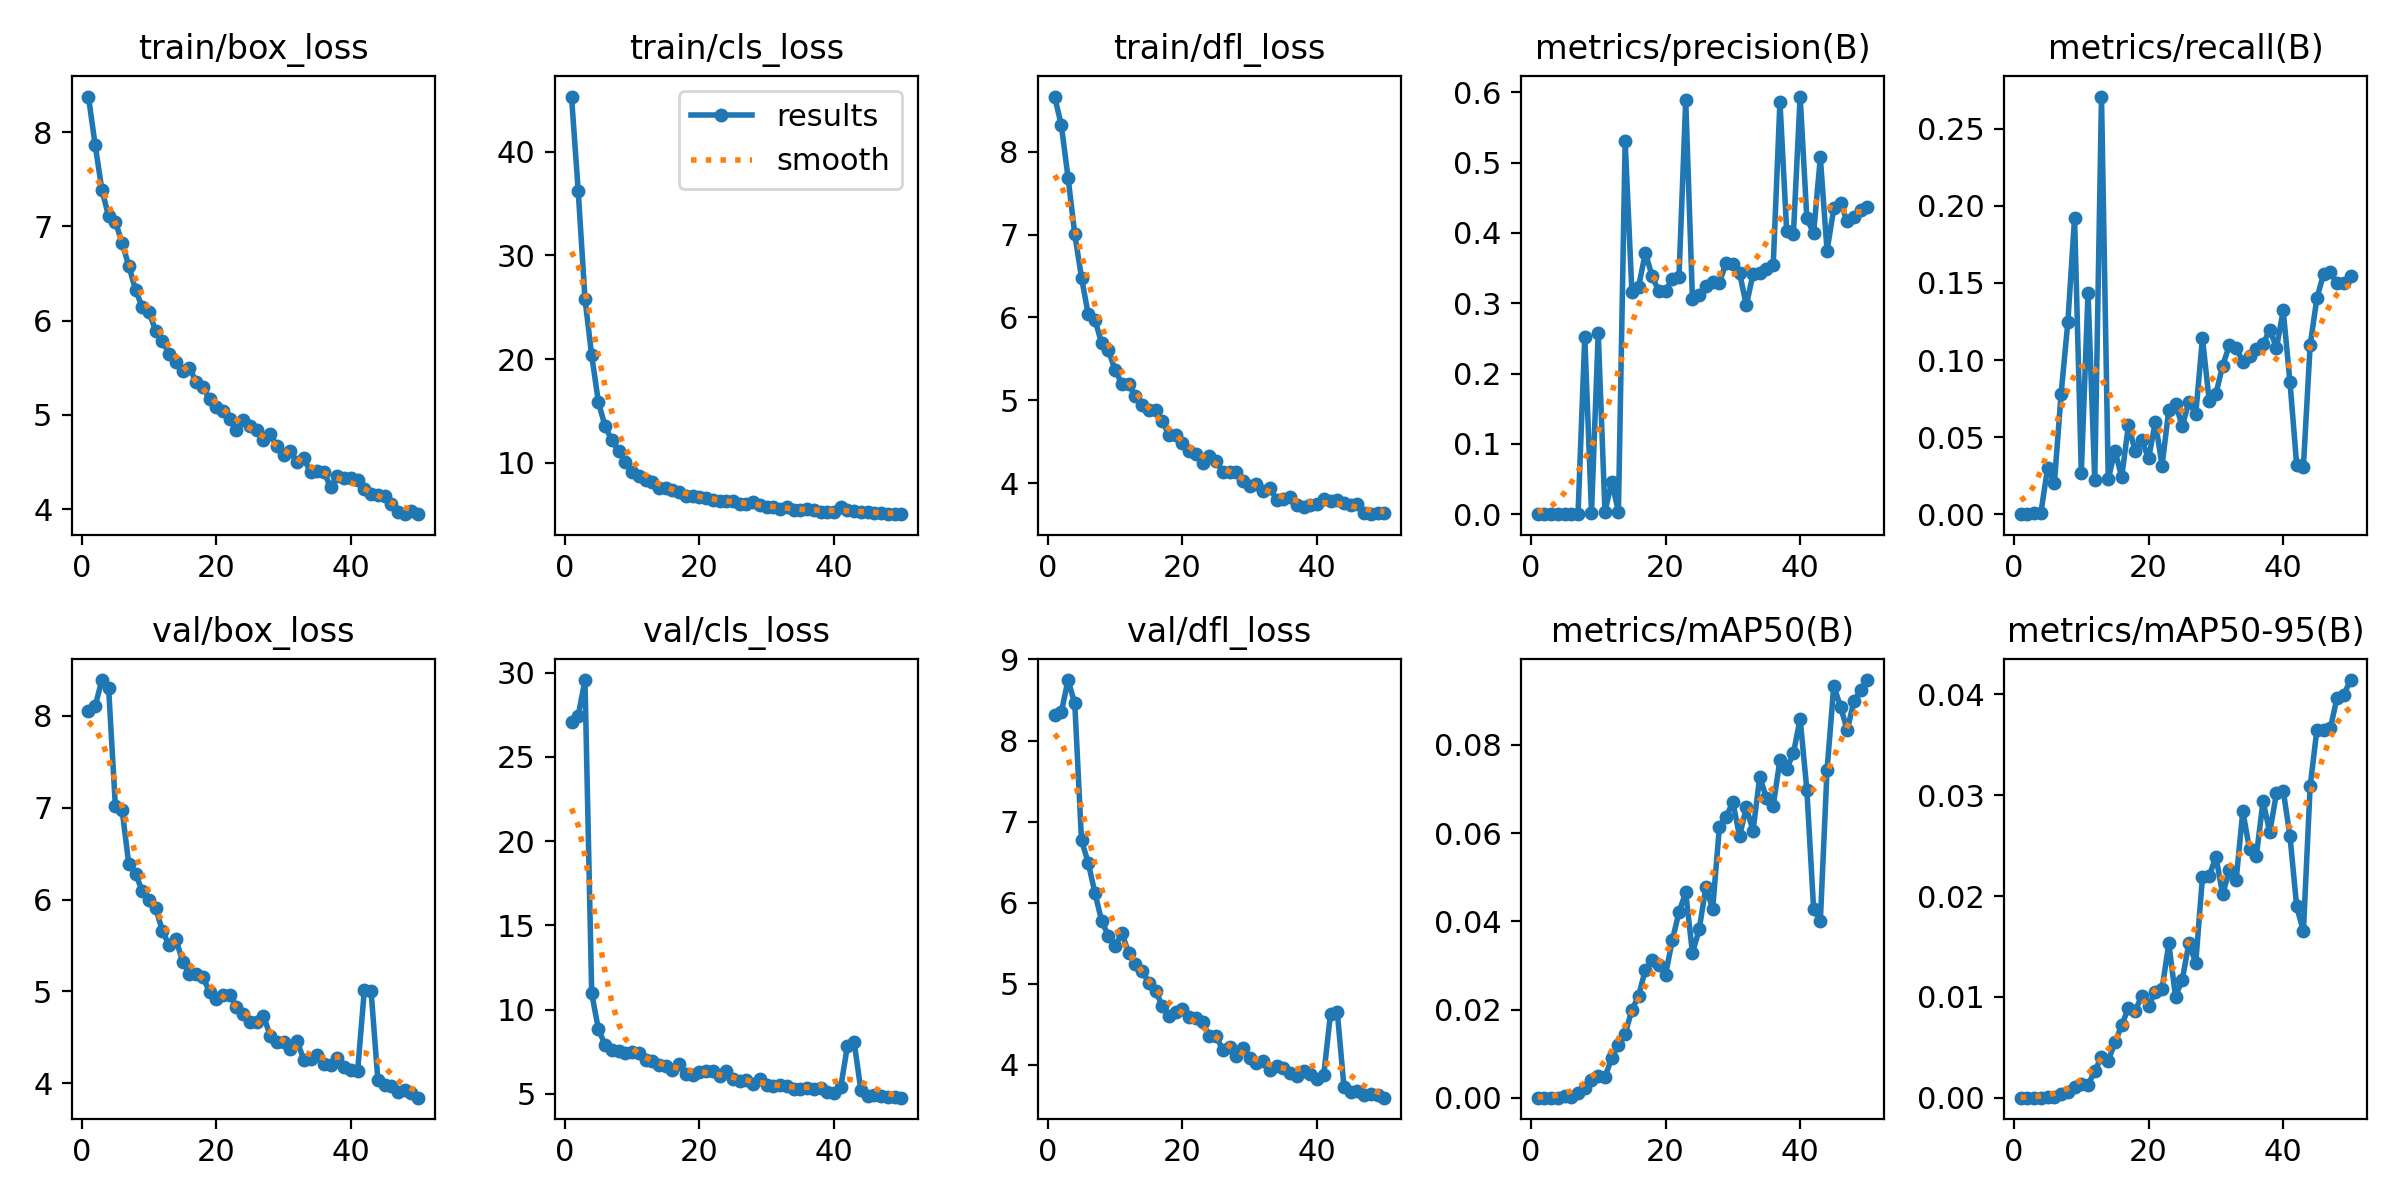 train/box_loss
8
7
6
5
4
0 20 40
train/cls_loss
results
smooth
40
30
20
10
0 20 40
train/dfl_loss
8
7
6
5
4
0 20 40
metrics/precision(B)
0.6
0.5
0.4
0.3
0.2
0.1
0.0
0 20 40
metrics/recall(B)
0.25
0.20
0.15
0.10
0.05
0.00
0 20 40
val/box_loss
8
7
6
5
4
0 20 40
val/cls_loss
30
25
20
15
10
5
0 20 40
val/dfl_loss
9
8
7
6
5
4
0 20 40
metrics/mAP50(B)
0.08
0.06
0.04
0.02
0.00
0 20 40
metrics/mAP50-95(B)
0.04
0.03
0.02
0.01
0.00
0 20 40